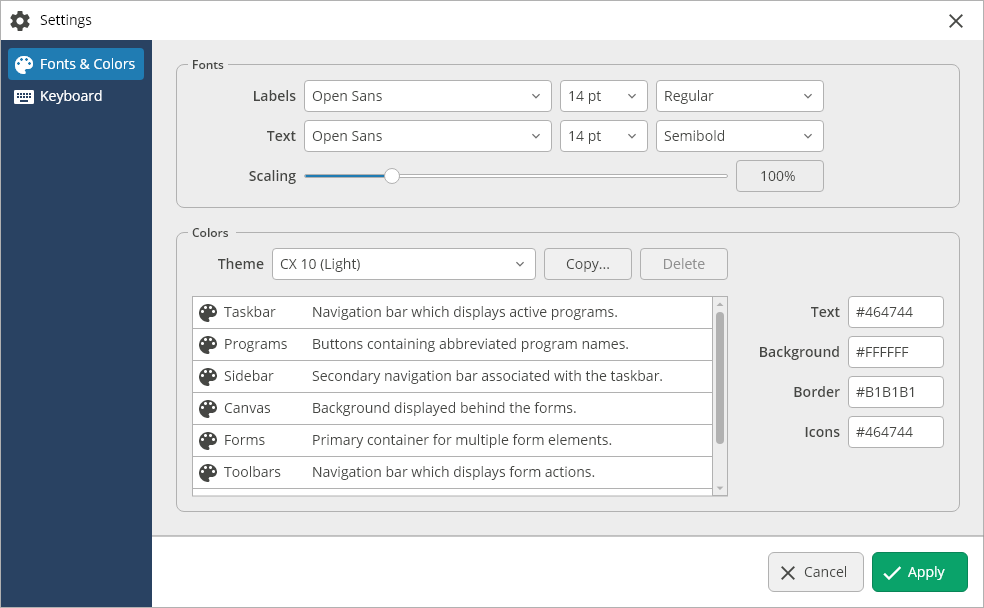 Settings
Fonts & Colors
Keyboard
Fonts
Labels Open Sans 14 pt Regular
Text Open Sans 14 pt Semibold
Scaling 100%
Colors
Theme CX 10 (Light) Copy... Delete
Taskbar Navigation bar which displays active programs.
Programs Buttons containing abbreviated program names.
Sidebar Secondary navigation bar associated with the taskbar.
Canvas Background displayed behind the forms.
Forms Primary container for multiple form elements.
Toolbars Navigation bar which displays form actions.
Text #464744
Background #FFFFFF
Border #B1B1B1
Icons #464744
Cancel Apply